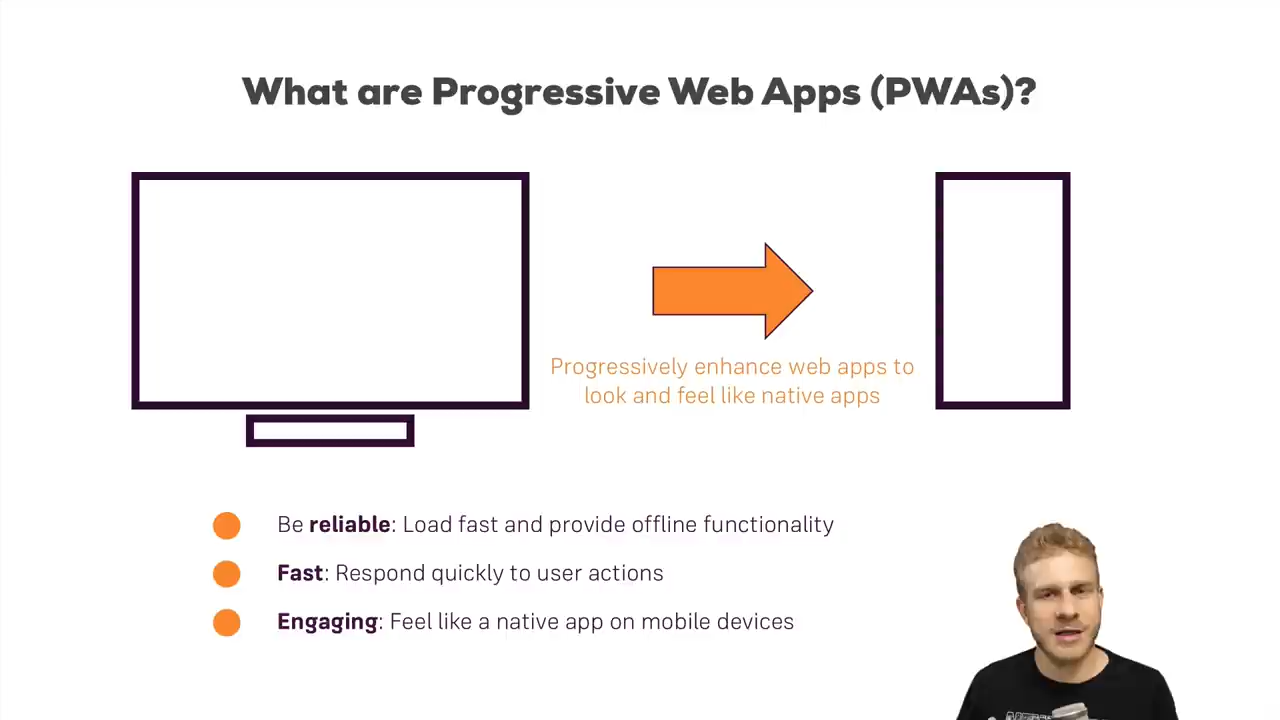 What are Progressive Web Apps (PWAs)?
Progressively enhance web apps to
look and feel like native apps
Be reliable: Load fast and provide offline functionality
Fast: Respond quickly to user actions
Engaging: Feel like a native app on mobile devices